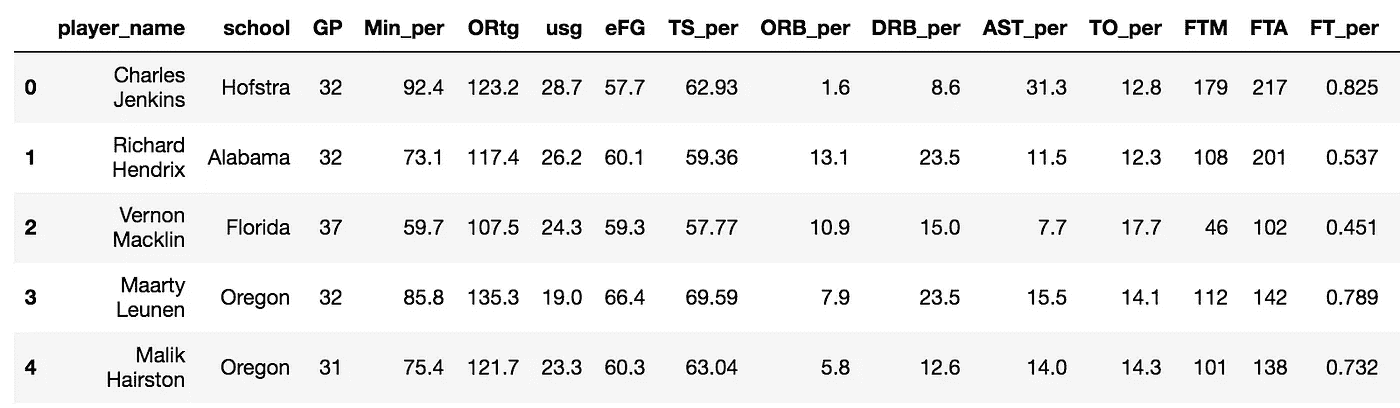 player_name school GP Min_per ORtg usg eFG TS_per ORB_per DRB_per AST_per TO_per FTM FTA FT_per
0 Charles Jenkins Hofstra 32 92.4 123.2 28.7 57.7 62.93 1.6 8.6 31.3 12.8 179 217 0.825
1 Richard Hendrix Alabama 32 73.1 117.4 26.2 60.1 59.36 13.1 23.5 11.5 12.3 108 201 0.537
2 Vernon Macklin Florida 37 59.7 107.5 24.3 59.3 57.77 10.9 15.0 7.7 17.7 46 102 0.451
3 Maarty Leunen Oregon 32 85.8 135.3 19.0 66.4 69.59 7.9 23.5 15.5 14.1 112 142 0.789
4 Malik Hairston Oregon 31 75.4 121.7 23.3 60.3 63.04 5.8 12.6 14.0 14.3 101 138 0.732